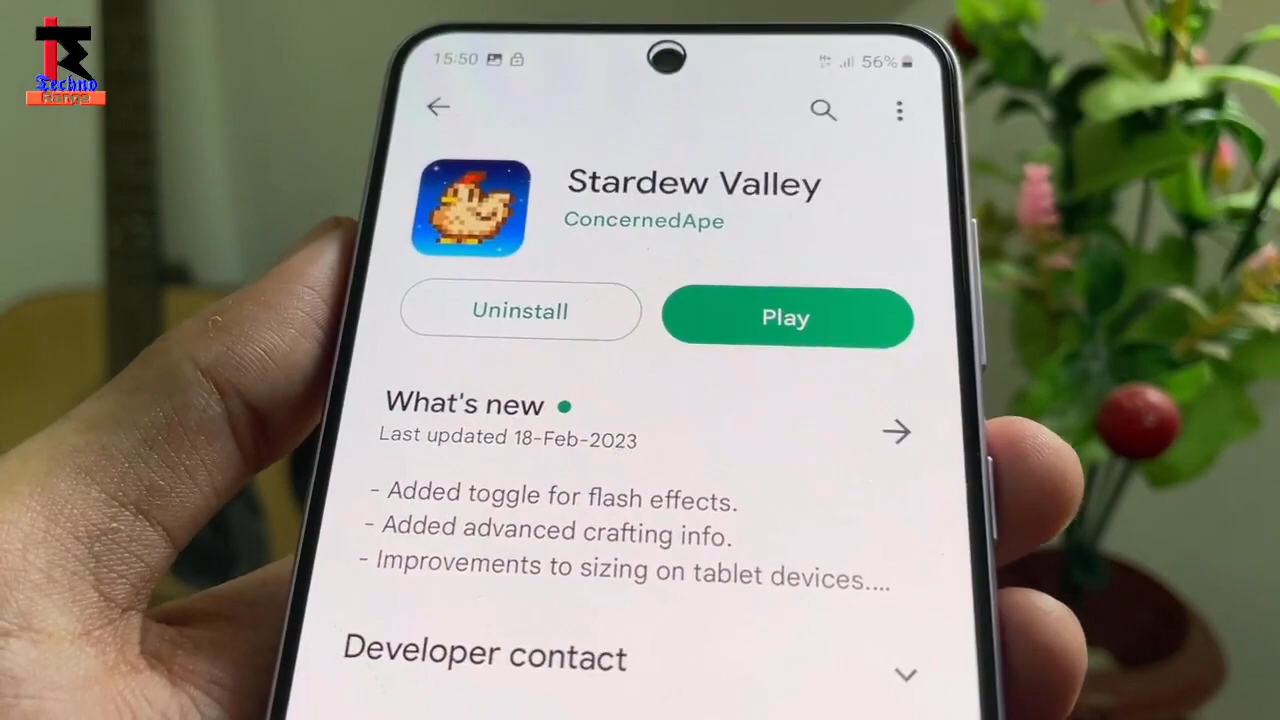 Techno
Range
15:50
56%
Stardew Valley
ConcernedApe
Uninstall
Play
What's new
Last updated 18-Feb-2023
- Added toggle for flash effects.
- Added advanced crafting info.
- Improvements to sizing on tablet devices....
Developer contact